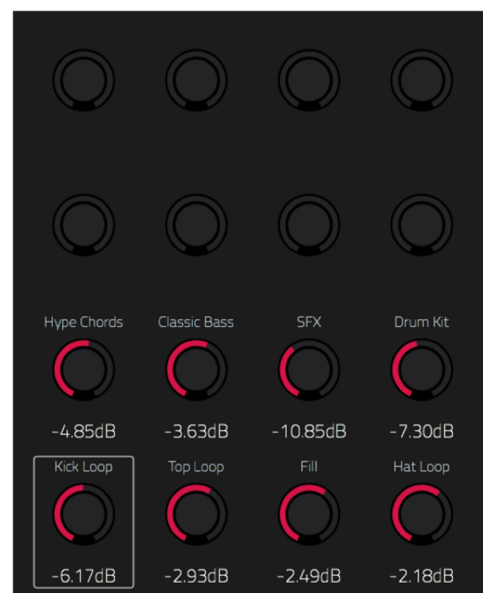 Hype Chords Classic Bass SFX Drum Kit
-4.85dB -3.63dB -10.85dB -7.30dB
Kick Loop Top Loop Fill Hat Loop
-6.17dB -2.93dB -2.49dB -2.18dB